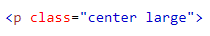 <p class="center large">